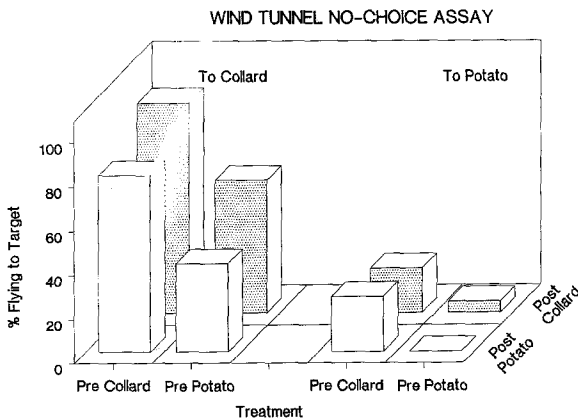 WIND TUNNEL NO-CHOICE ASSAY
To Collard
To Potato
100
80
60
40
20
0
% Flying to Target
Pre Collard
Pre Potato
Pre Collard
Pre Potato
Post Potato
Post Collard
Treatment